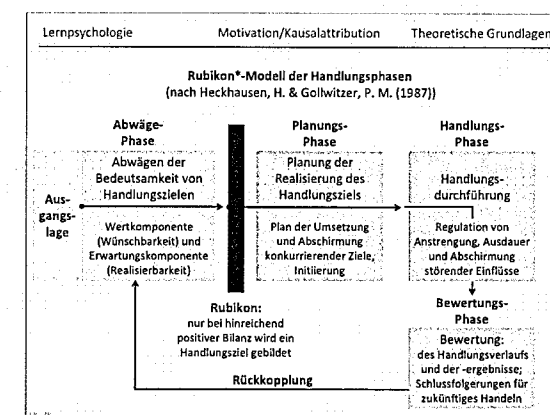 Lernpsychologie
Motivation/Kausalattribution
Theoretische Grundlagen
Rubikon*-Modell der Handlungsphasen
(nach Heckhausen, H. & Gollwitzer, P. M. (1987))
Abwäge-
Phase
Abwägen der
Bedeutsamkeit von
Handlungszielen
Aus-
gangs-
lage
Wertkomponente
(Wünschbarkeit) und
Erwartungskomponente
(Realisierbarkeit)
Rubikon:
nur bei hinreichend
positiver Bilanz wird ein
Handlungsziel gebildet
Planungs-
Phase
Planung der
Realisierung des
Handlungsziels
Plan der Umsetzung
und Abschirmung
konkurrierender Ziele,
Initiierung
Handlungs-
Phase
Handlungs-
durchführung
Regulation von
Anstrengung, Ausdauer
und Abschirmung
störender Einflüsse
Bewertungs-
Phase
Bewertung:
des Handlungsverlaufs
und der -ergebnisse;
Schlussfolgerungen für
zukünftiges Handeln
Rückkopplung